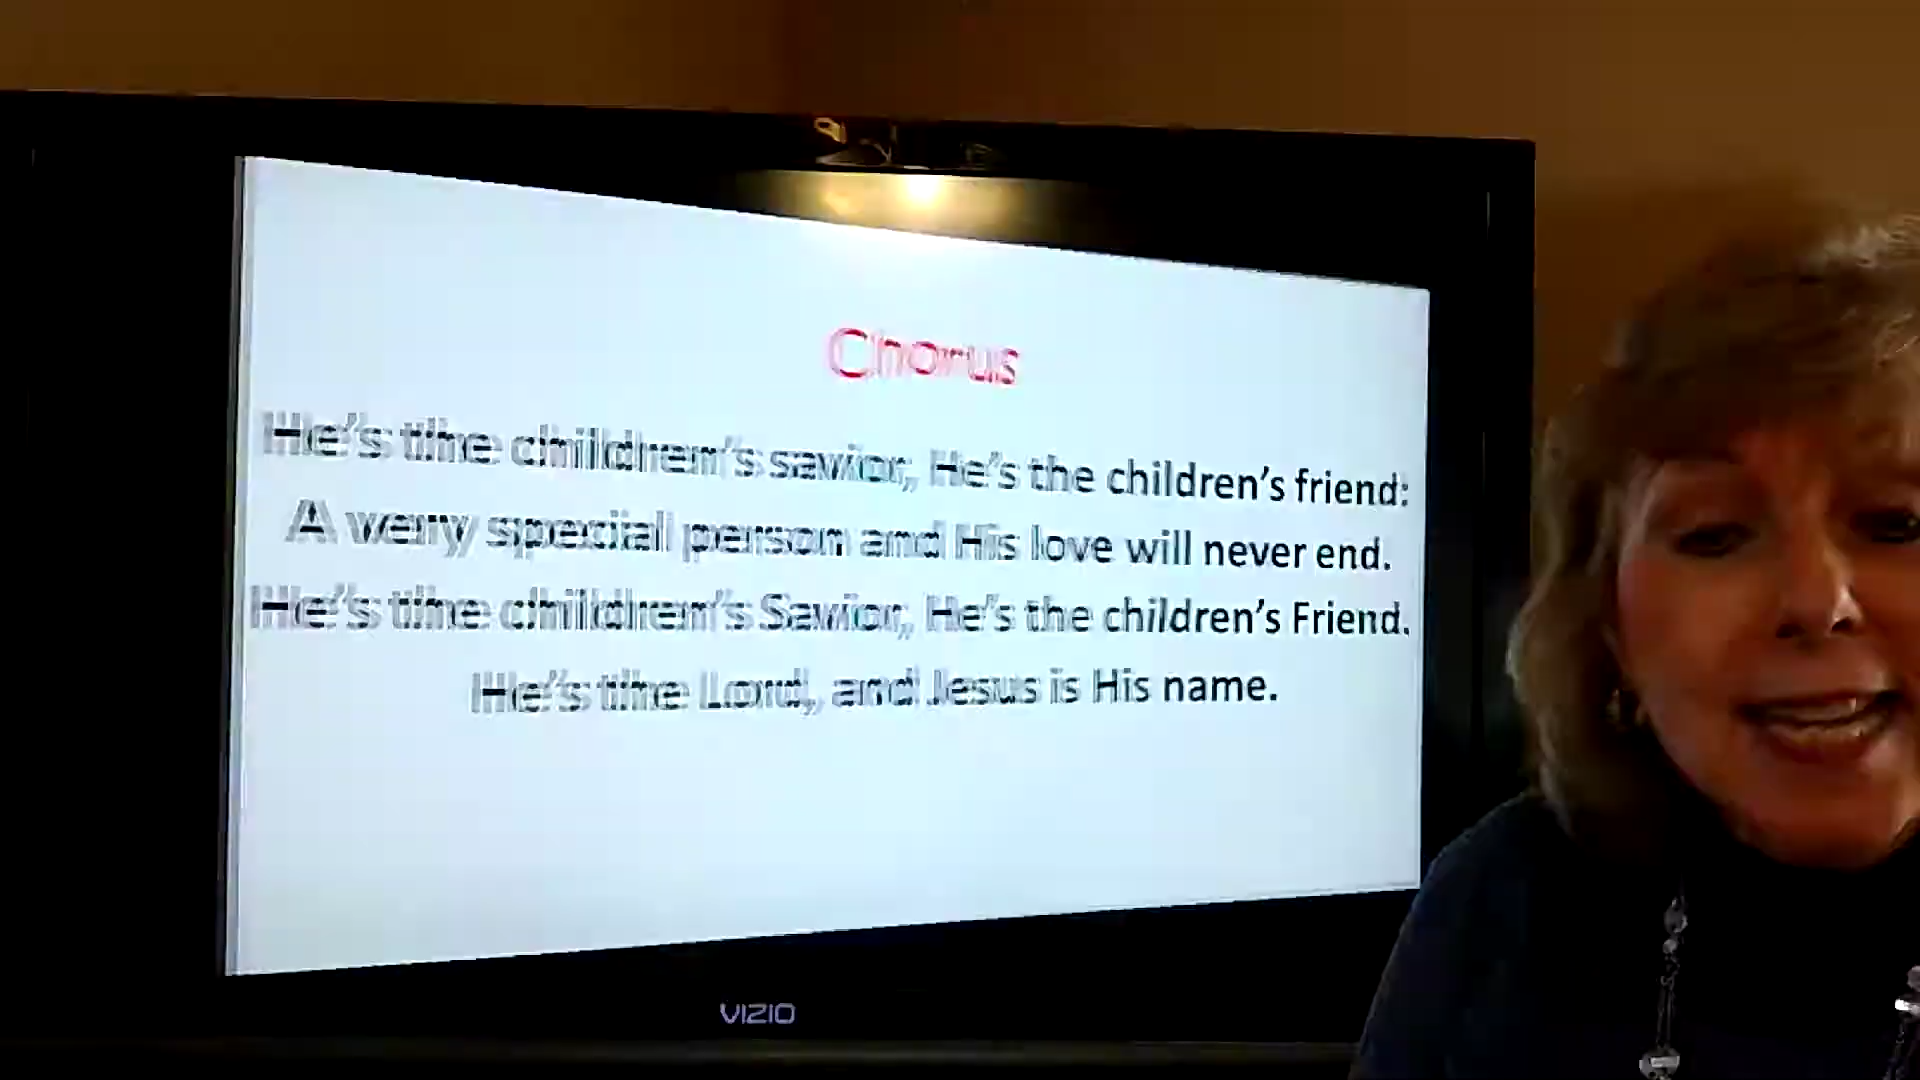 Chorus
He's the children's savior, He's the children's friend:
A very special person and His love will never end.
He's the children's Savior, He's the children's Friend.
He's the Lord, and Jesus is His name.
VIZIO